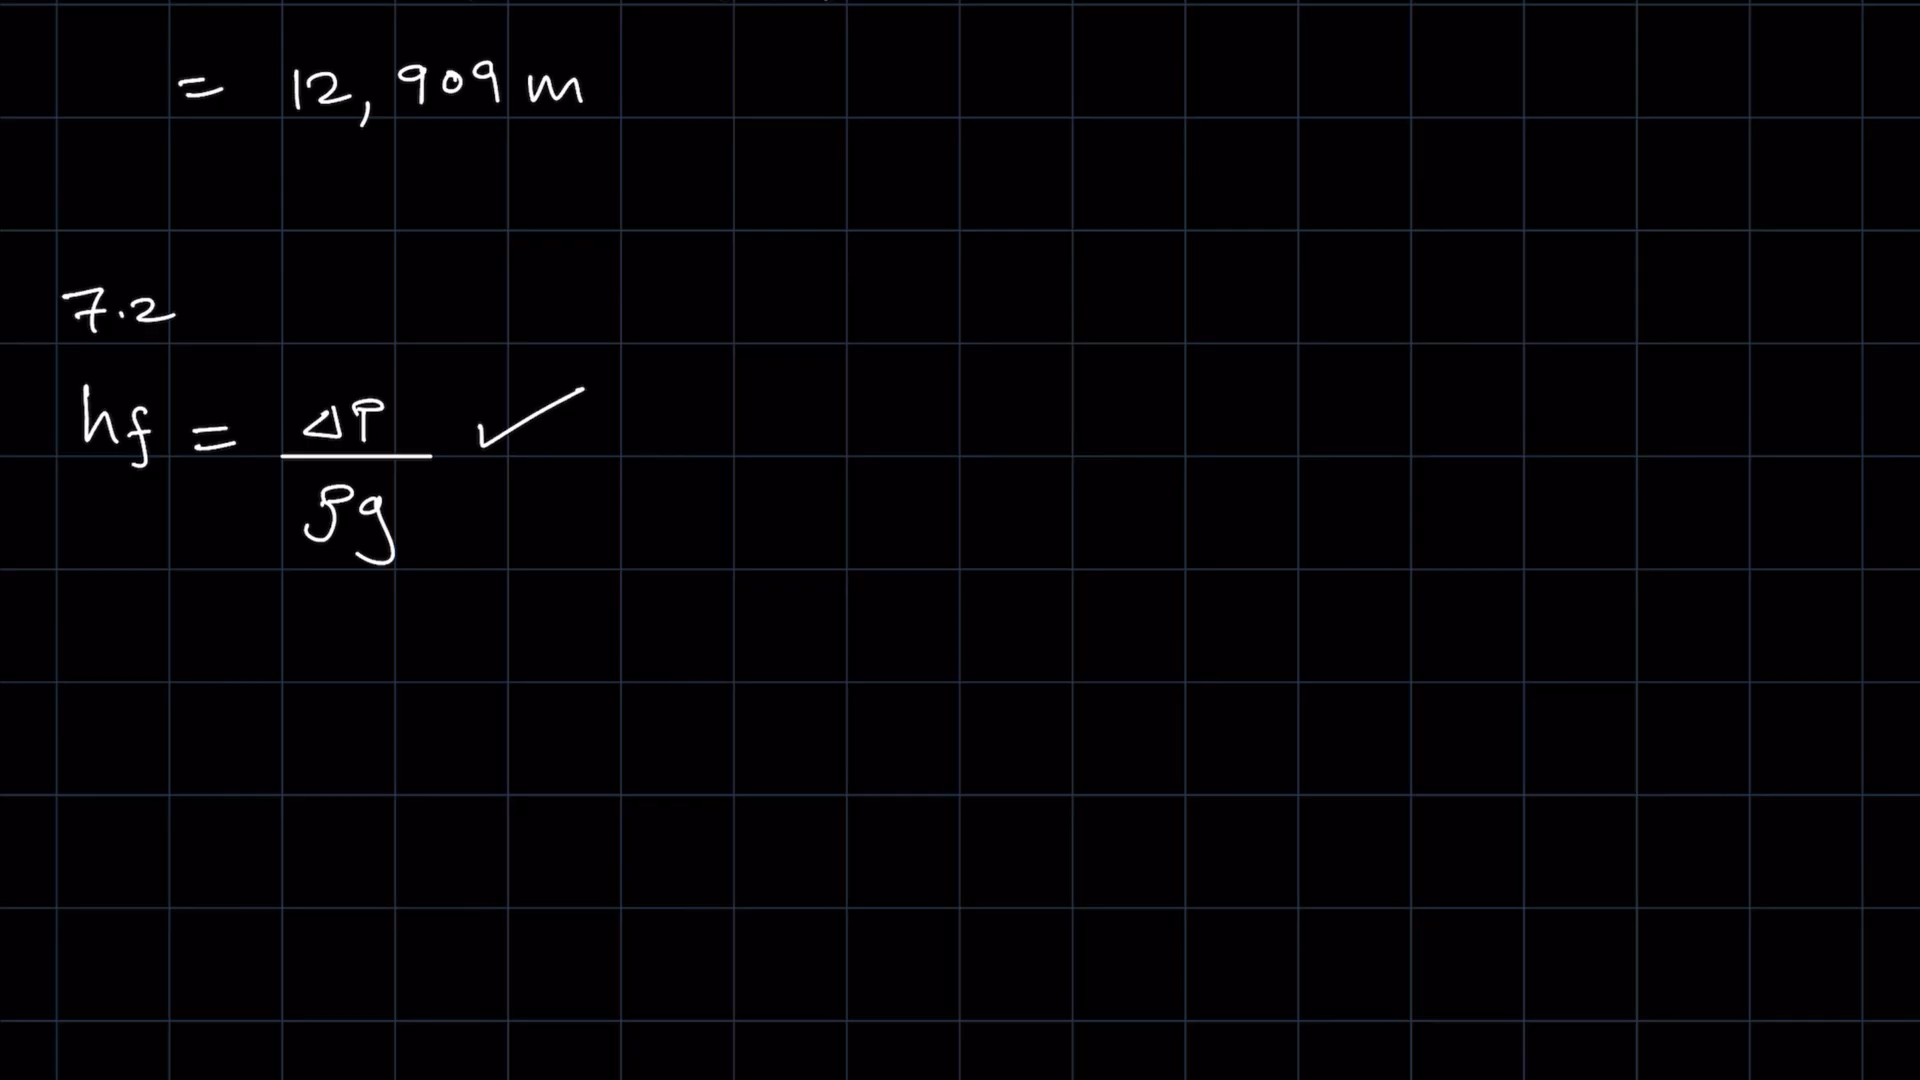 = 12,909 m
7.2
hf = ΔP / ρg ✓